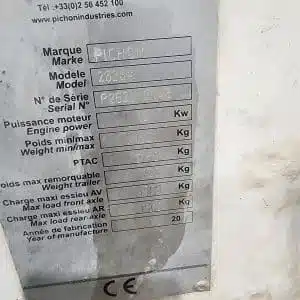 Tél :+33(0)2 56 452 100
www.pichonindustries.com
Marque PICHON
Marke
Modèle
Model
N° de Série
Serial N°
Puissance moteur Kw
Engine power
Poids mini/max Kg
Weight min/max
PTAC Kg
Poids max remorquable Kg
Weight trailer
Charge maxi essieu AV Kg
Max load front axle
Charge maxi essieu AR Kg
Max load rear-axle
Année de fabrication 20
Year of manufacture
CE